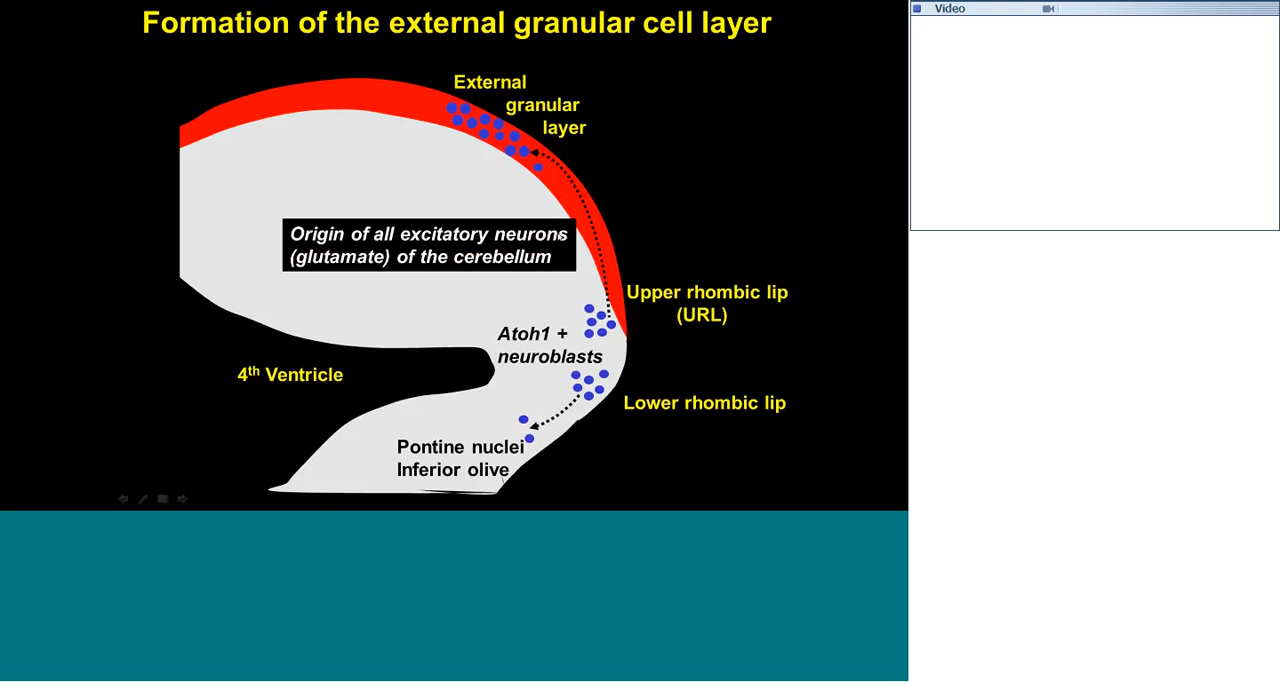 Formation of the external granular cell layer
Video
External
granular
layer
Origin of all excitatory neurons
(glutamate) of the cerebellum
Upper rhombic lip
(URL)
Atoh1 +
neuroblasts
4th Ventricle
Lower rhombic lip
Pontine nuclei
Inferior olive